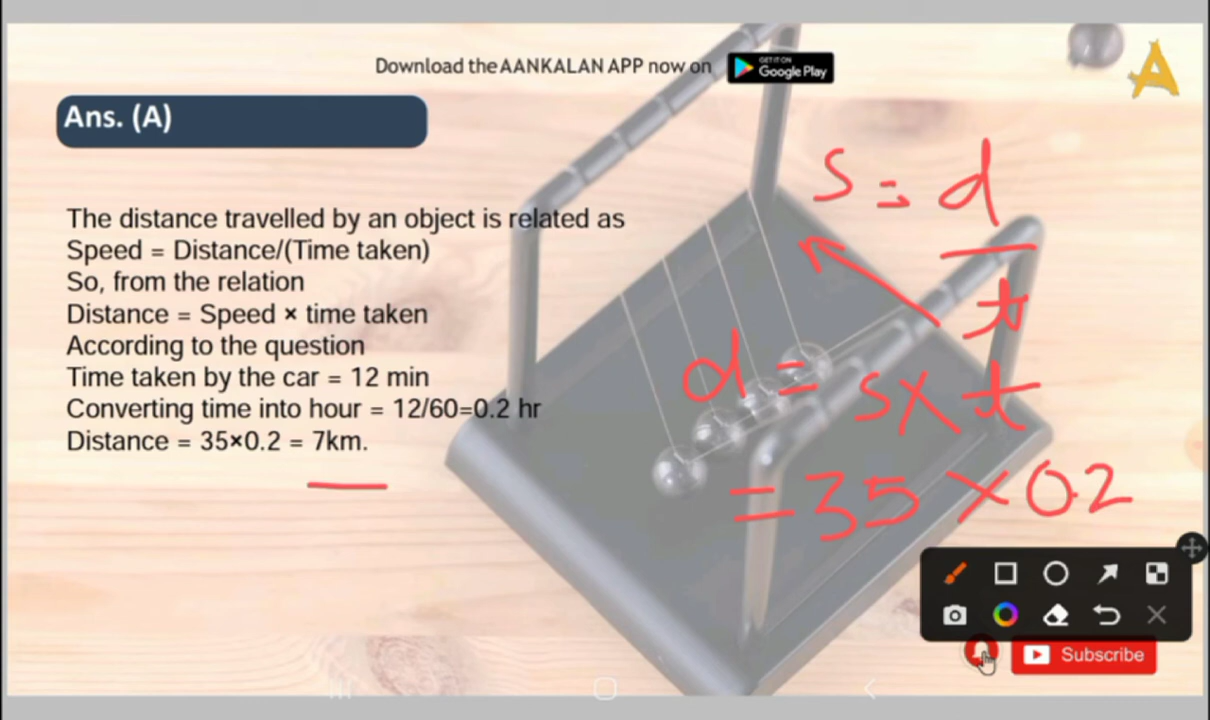 Download the AANKALAN APP now on GET IT ON Google Play
A
Ans. (A)
The distance travelled by an object is related as
Speed = Distance/(Time taken)
So, from the relation
Distance = Speed × time taken
According to the question
Time taken by the car = 12 min
Converting time into hour = 12/60=0.2 hr
Distance = 35×0.2 = 7km.
s = d
t
d = s × t
= 35 × 0.2
Subscribe